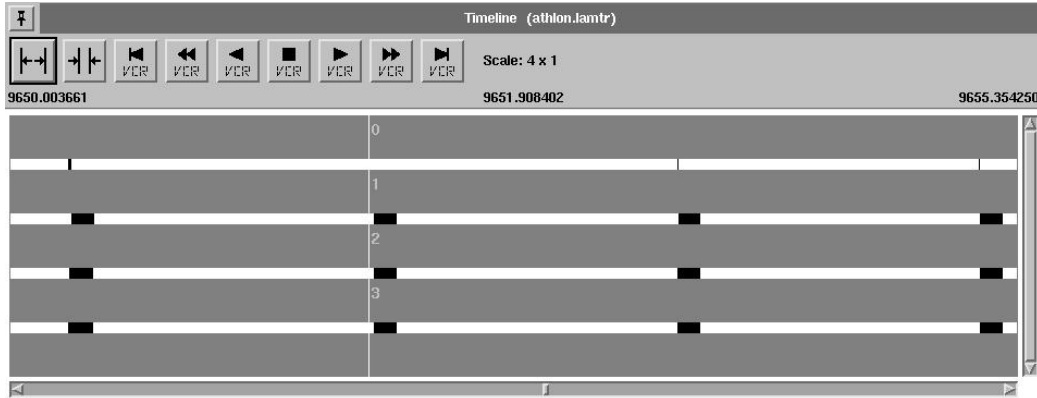 Timeline (athlon.lamtr)
VCR VCR VCR VCR VCR VCR VCR Scale: 4 x 1
9650.003661 9651.908402 9655.354250
0
1
2
3